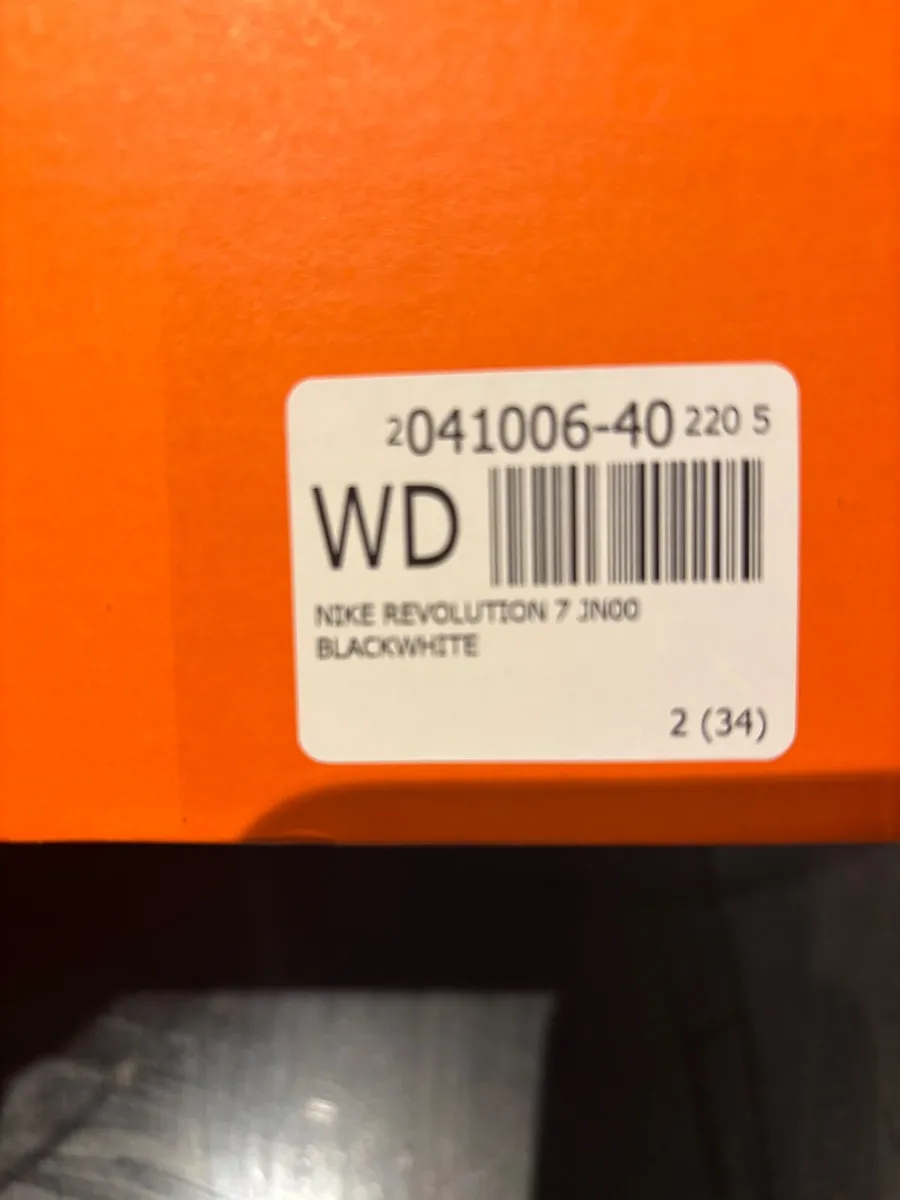 2041006-40 220 5
WD
NIKE REVOLUTION 7 JN00
BLACKWHITE
2 (34)